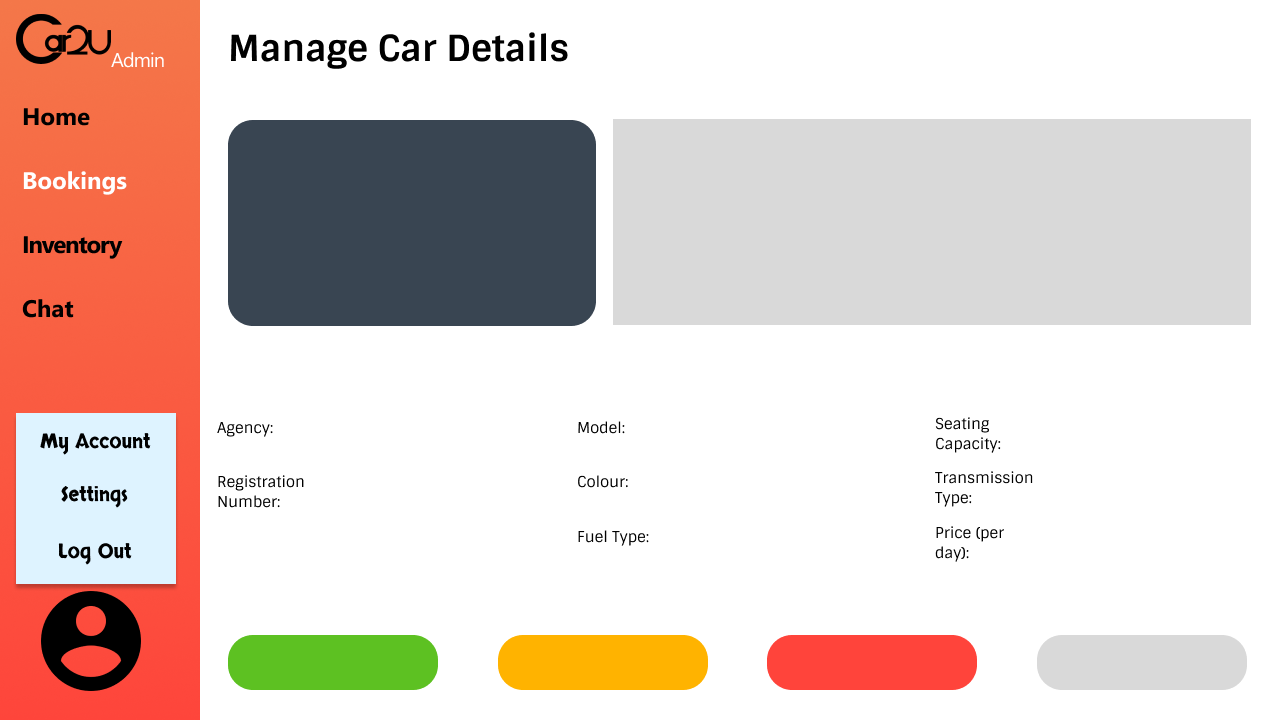 Car2U
Admin
Manage Car Details
Home
Bookings
Inventory
Chat
My Account
Settings
Log Out
Agency:
Model:
Seating
Capacity:
Registration
Number:
Colour:
Transmission
Type:
Fuel Type:
Price (per
day):